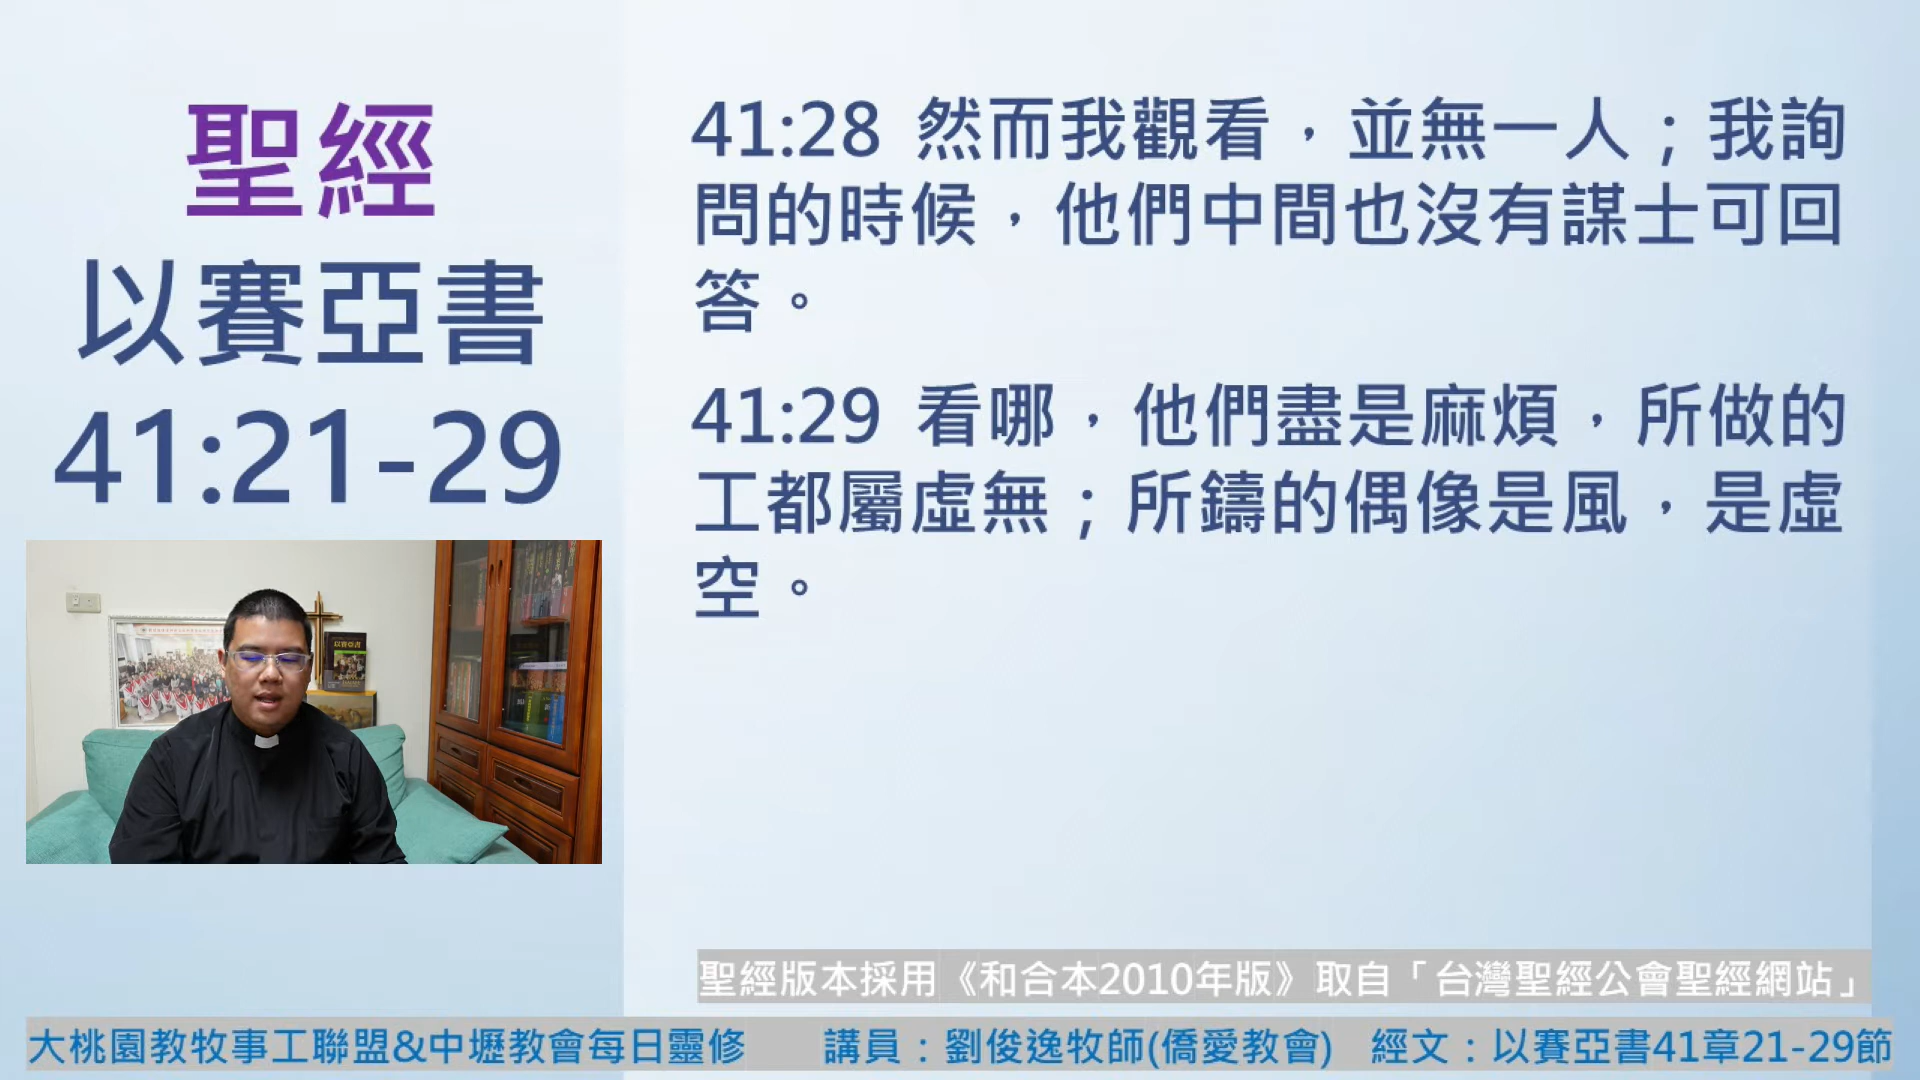 聖經
以賽亞書
41:21-29
41:28 然而我觀看，並無一人；我詢
問的時候，他們中間也沒有謀士可回
答。
41:29 看哪，他們盡是麻煩，所做的
工都屬虛無；所鑄的偶像是風，是虛
空。
以賽亞書
聖經版本採用《和合本2010年版》取自「台灣聖經公會聖經網站」
大桃園教牧事工聯盟&中壢教會每日靈修 講員：劉俊逸牧師(僑愛教會) 經文：以賽亞書41章21-29節